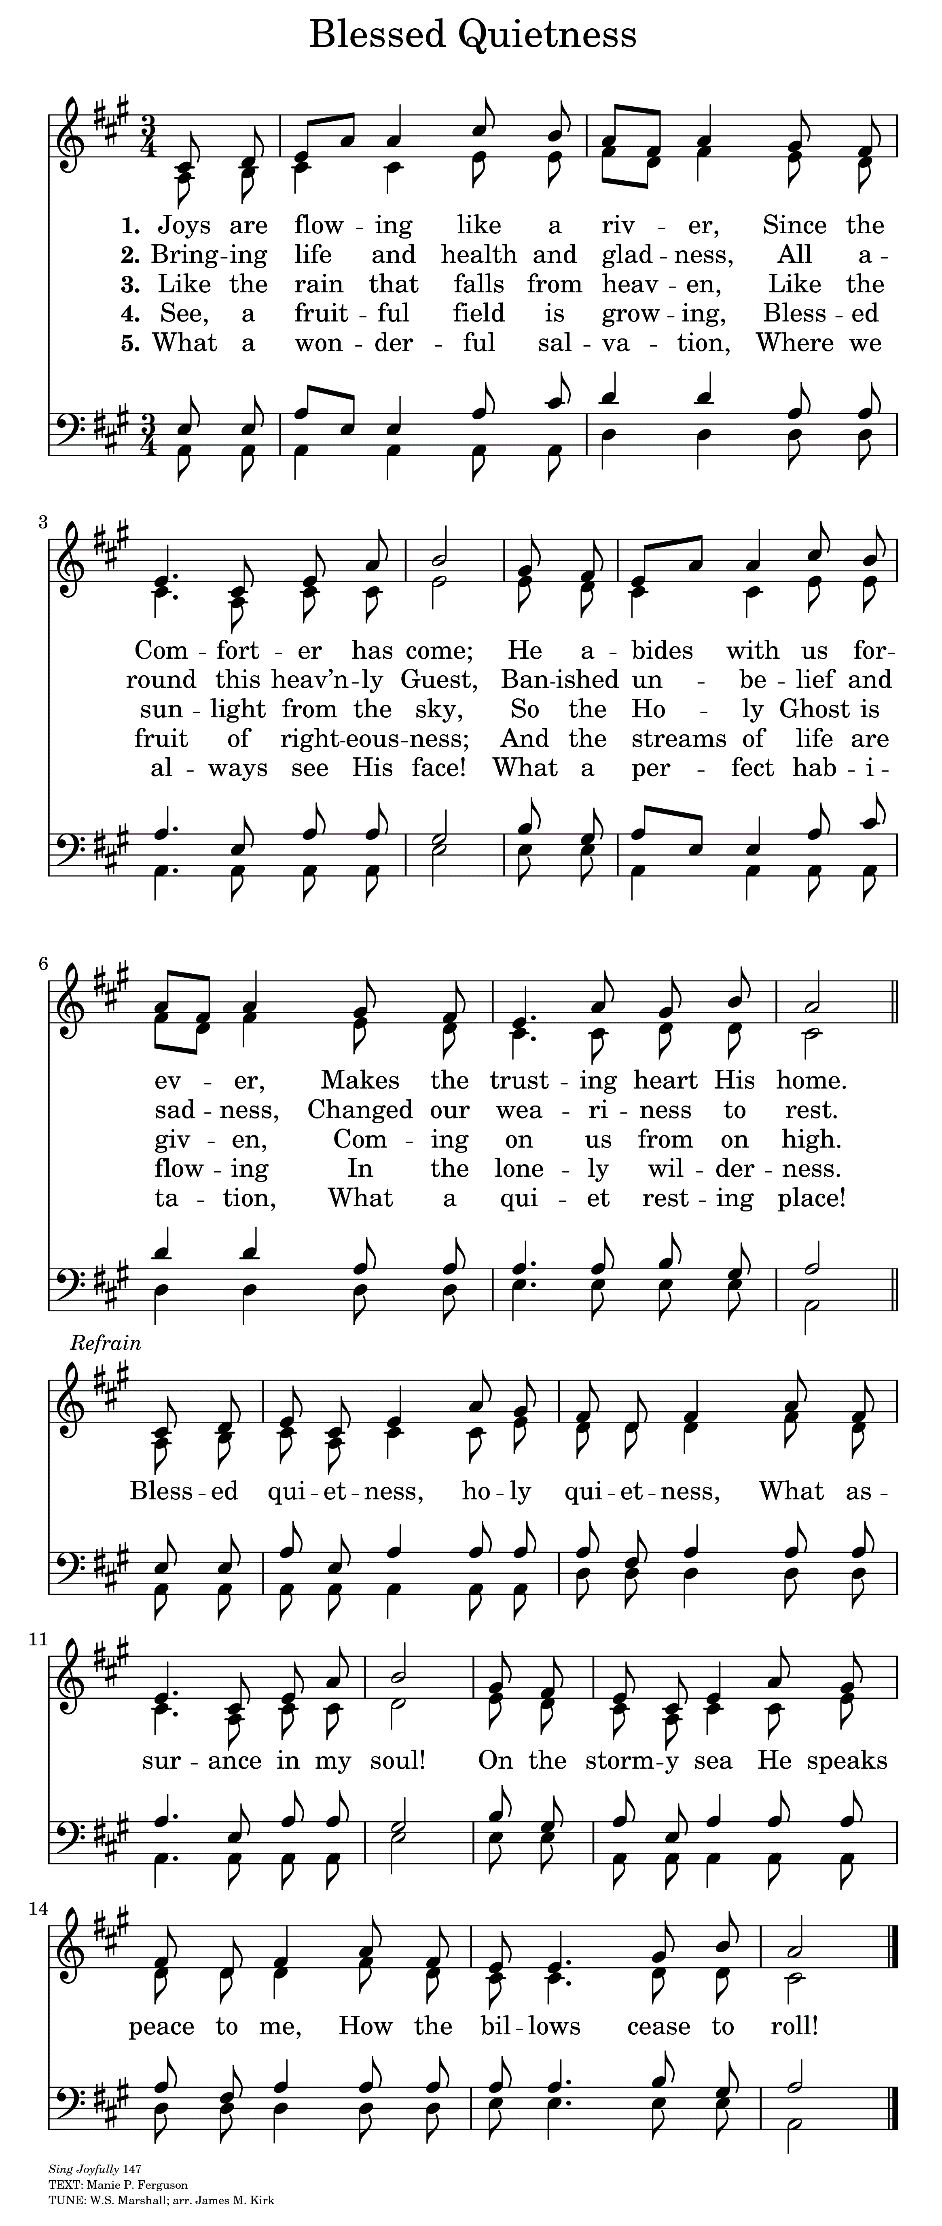 Blessed Quietness
3
4
1. Joys are flow - ing like a riv - er, Since the
2. Bring - ing life and health and glad - ness, All a -
3. Like the rain that falls from heav - en, Like the
4. See, a fruit - ful field is grow - ing, Bless - ed
5. What a won - der - ful sal - va - tion, Where we
3
4
3
Com - fort - er has come; He a - bides with us for -
round this heav’n - ly Guest, Ban - ished un - be - lief and
sun - light from the sky, So the Ho - ly Ghost is
fruit of right - eous - ness; And the streams of life are
al - ways see His face! What a per - fect hab - i -
6
ev - er, Makes the trust - ing heart His home.
sad - ness, Changed our wea - ri - ness to rest.
giv - en, Com - ing on us from on high.
flow - ing In the lone - ly wil - der - ness.
ta - tion, What a qui - et rest - ing place!
Refrain
Bless - ed qui - et - ness, ho - ly qui - et - ness, What as -
11
sur - ance in my soul! On the storm - y sea He speaks
14
peace to me, How the bil - lows cease to roll!
Sing Joyfully 147
TEXT: Manie P. Ferguson
TUNE: W.S. Marshall; arr. James M. Kirk